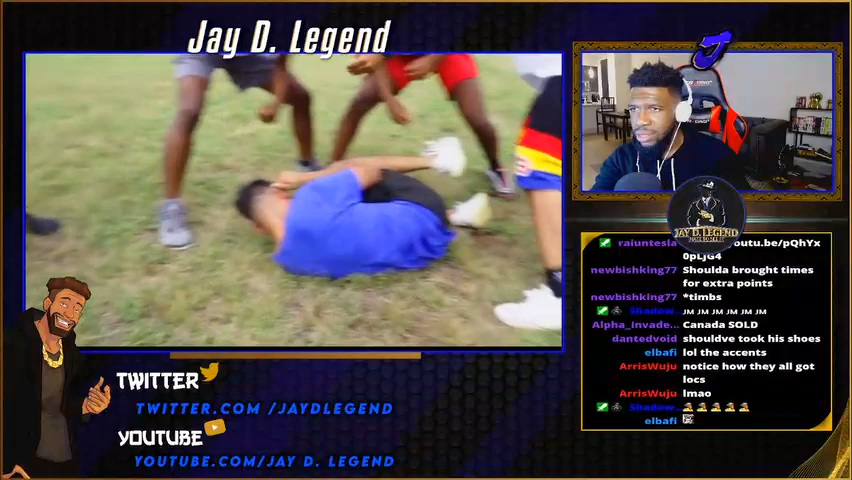 Jay D. Legend
J
JAY D. LEGEND
raiuntesla
outu.be/pQhYx
0pLjG4
newbishking77 Shoulda brought times
for extra points
newbishking77 *timbs
Shadow... JM JM JM JM JM JM
Alpha_Invade... Canada SOLD
dantedvoid shouldve took his shoes
elbafi lol the accents
ArrisWuju notice how they all got
locs
ArrisWuju lmao
Shadow...
elbafi
TWITTER
TWITTER.COM /JAYDLEGEND
YOUTUBE
YOUTUBE.COM/JAY D. LEGEND